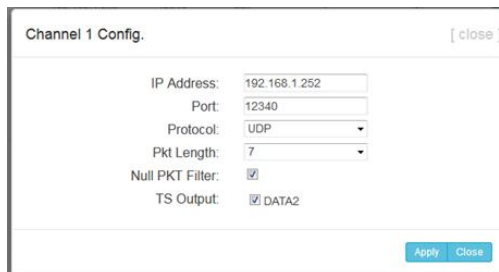 Channel 1 Config. [ close ]
IP Address: 192.168.1.252
Port: 12340
Protocol: UDP
Pkt Length: 7
Null PKT Filter:
TS Output: DATA2
Apply Close